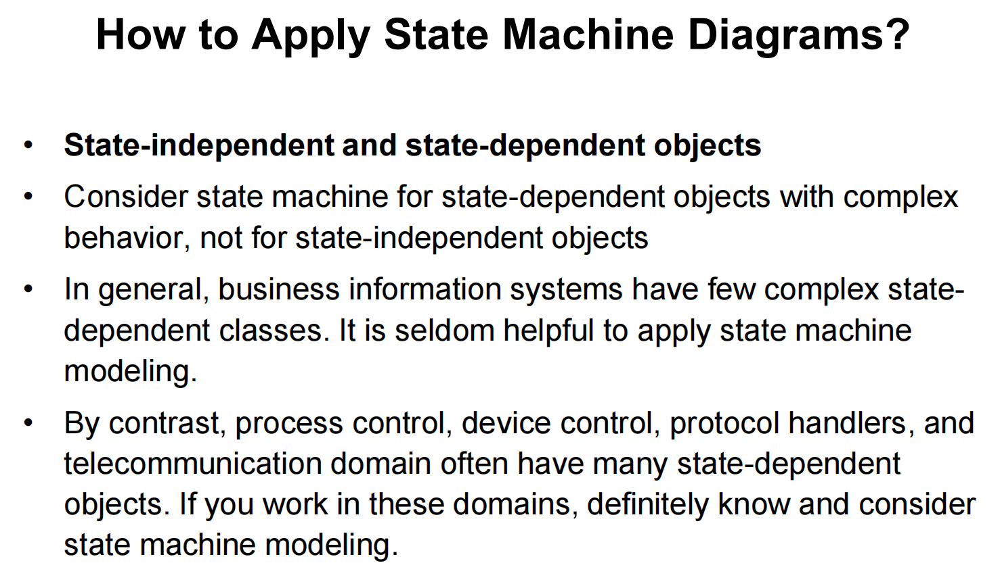 How to Apply State Machine Diagrams?
• State-independent and state-dependent objects
• Consider state machine for state-dependent objects with complex
behavior, not for state-independent objects
• In general, business information systems have few complex state-
dependent classes. It is seldom helpful to apply state machine
modeling.
• By contrast, process control, device control, protocol handlers, and
telecommunication domain often have many state-dependent
objects. If you work in these domains, definitely know and consider
state machine modeling.